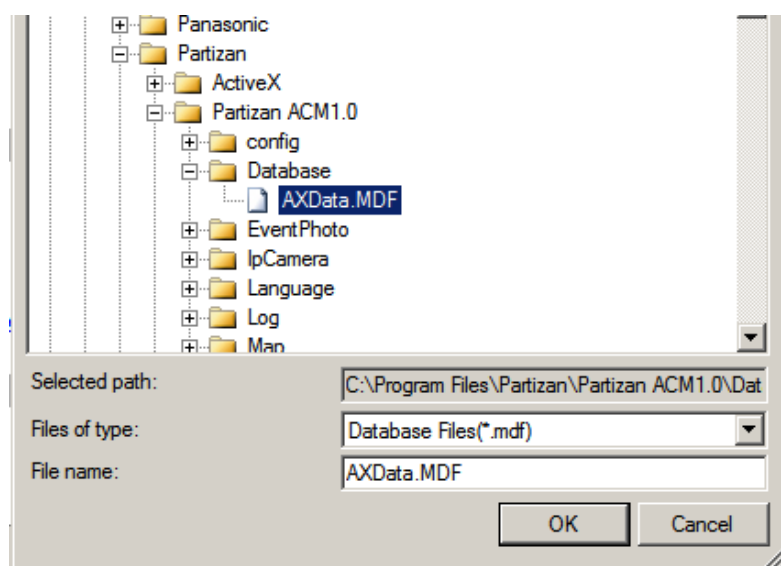 Panasonic
Partizan
ActiveX
Partizan ACM1.0
config
Database
AXData.MDF
EventPhoto
IpCamera
Language
Log
Map
Selected path: C:\Program Files\Partizan\Partizan ACM1.0\Dat
Files of type: Database Files(*.mdf)
File name: AXData.MDF
OK Cancel